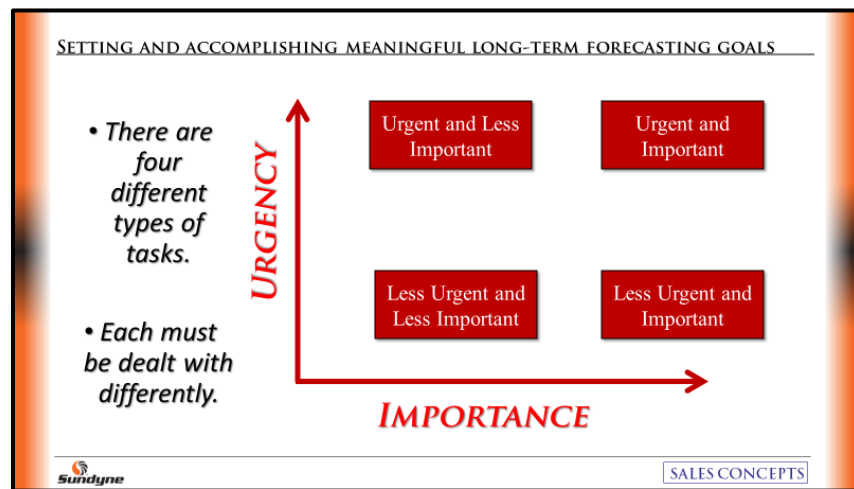 SETTING AND ACCOMPLISHING MEANINGFUL LONG-TERM FORECASTING GOALS
• There are
four
different
types of
tasks.
• Each must
be dealt with
differently.
URGENCY
Urgent and Less
Important
Urgent and
Important
Less Urgent and
Less Important
Less Urgent and
Important
IMPORTANCE
Sundyne
SALES CONCEPTS